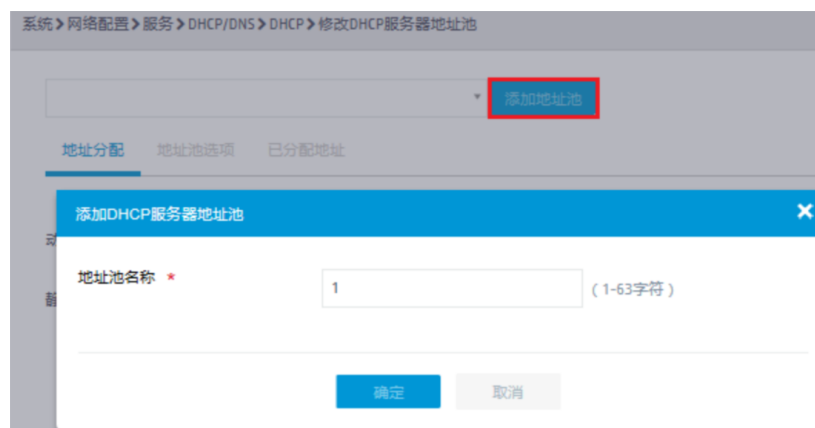 系统>网络配置>服务>DHCP/DNS>DHCP>修改DHCP服务器地址池
添加地址池
地址分配 地址池选项 已分配地址
添加DHCP服务器地址池
地址池名称 * 1 (1-63字符)
确定 取消